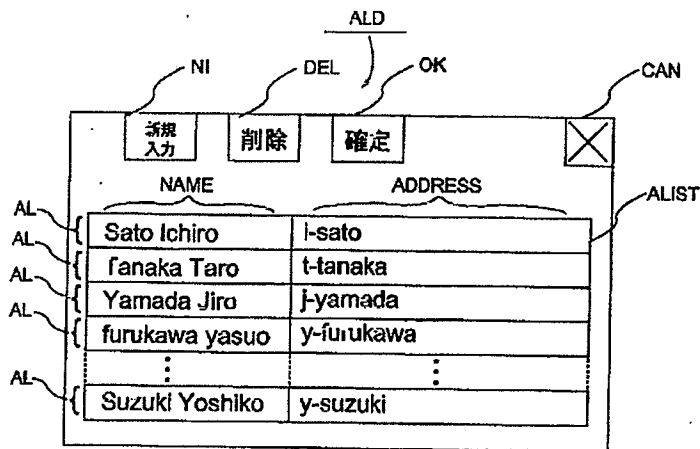 ALD
NI DEL OK CAN
新規
入力
削除 確定
NAME ADDRESS
ALIST
AL Sato Ichiro i-sato
AL Tanaka Taro t-tanaka
AL Yamada Jiro j-yamada
AL furukawa yasuo y-furukawa
AL Suzuki Yoshiko y-suzuki